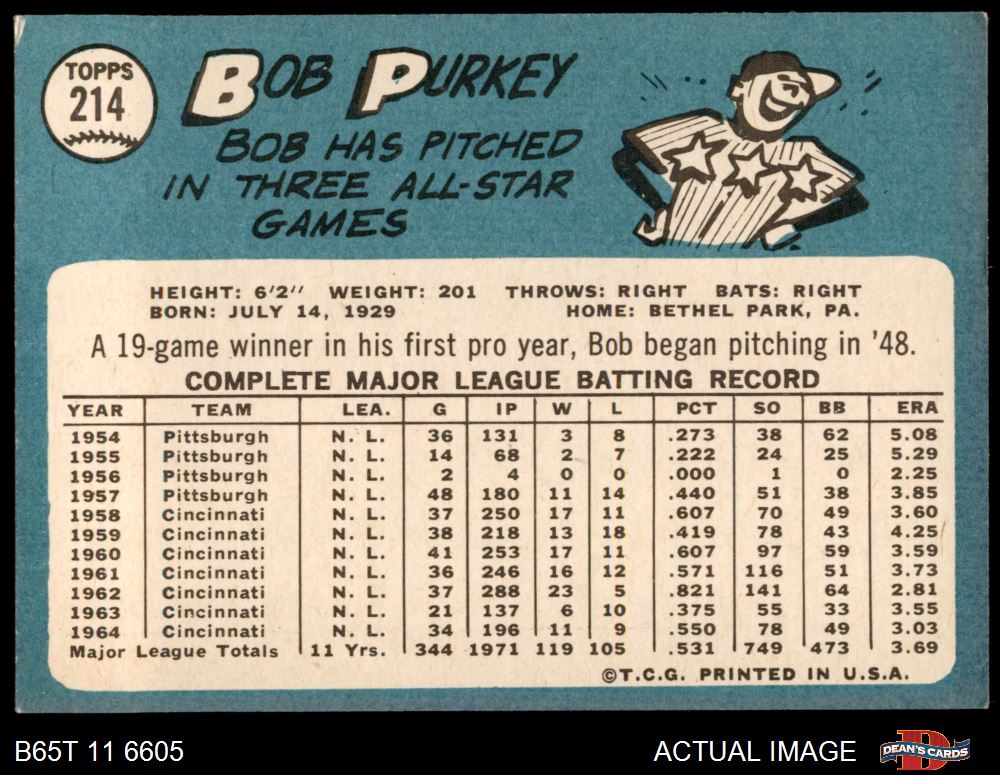 TOPPS
214
BOB PURKEY
BOB HAS PITCHED
IN THREE ALL-STAR
GAMES
HEIGHT: 6'2" WEIGHT: 201 THROWS: RIGHT BATS: RIGHT
BORN: JULY 14, 1929 HOME: BETHEL PARK, PA.
A 19-game winner in his first pro year, Bob began pitching in '48.
COMPLETE MAJOR LEAGUE BATTING RECORD
YEAR TEAM LEA. G IP W L PCT SO BB ERA
1954 Pittsburgh N. L. 36 131 3 8 .273 38 62 5.08
1955 Pittsburgh N. L. 14 68 2 7 .222 24 25 5.29
1956 Pittsburgh N. L. 2 4 0 0 .000 1 0 2.25
1957 Pittsburgh N. L. 48 180 11 14 .440 51 38 3.85
1958 Cincinnati N. L. 37 250 17 11 .607 70 49 3.60
1959 Cincinnati N. L. 38 218 13 18 .419 78 43 4.25
1960 Cincinnati N. L. 41 253 17 11 .607 97 59 3.59
1961 Cincinnati N. L. 36 246 16 12 .571 116 51 3.73
1962 Cincinnati N. L. 37 288 23 5 .821 141 64 2.81
1963 Cincinnati N. L. 21 137 6 10 .375 55 33 3.55
1964 Cincinnati N. L. 34 196 11 9 .550 78 49 3.03
Major League Totals 11 Yrs. 344 1971 119 105 .531 749 473 3.69
©T.C.G. PRINTED IN U.S.A.
B65T 11 6605 ACTUAL IMAGE
D
DEAN'S CARDS